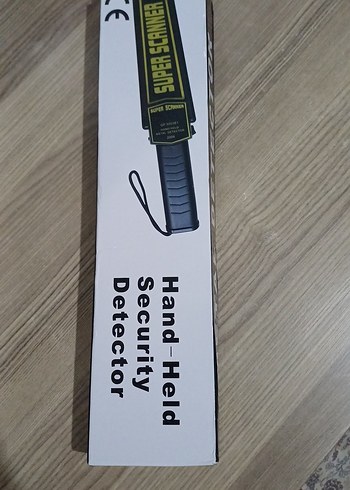 CE
SUPER SCANNER
SUPER SCANNER
Hand-Held
Security
Detector